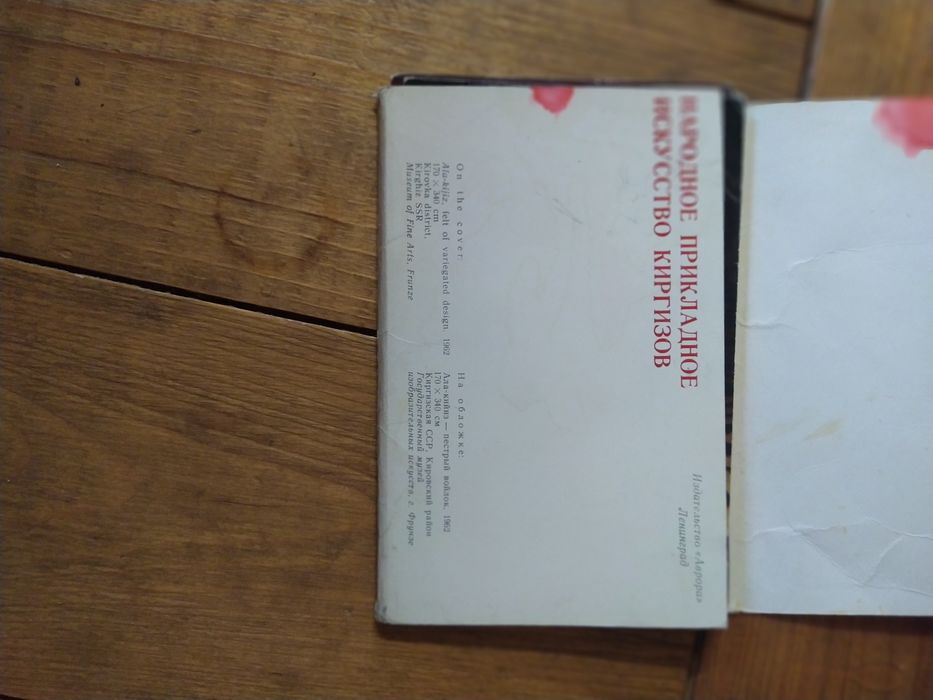 НАРОДНОЕ ПРИКЛАДНОЕ
ИСКУССТВО КИРГИЗОВ
Издательство «Аврора»
Ленинград
On the cover:
Ala-kijiz, felt of variegated design. 1962
170 × 340 cm
Kirovka district,
Kirghiz SSR
Museum of Fine Arts, Frunze
На обложке:
Ала-кийиз — пестрый войлок. 1962
170 × 340 см
Киргизская ССР, Кировский район
Государственный музей
изобразительных искусств, г. Фрунзе